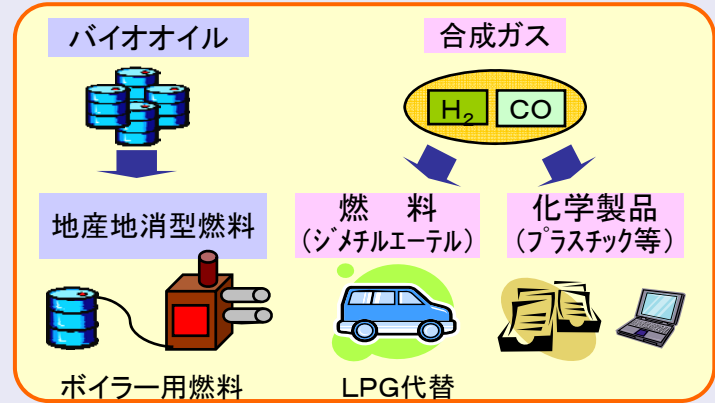 バイオオイル
合成ガス
H₂ CO
地産地消型燃料
燃　料
(ｼﾞﾒﾁﾙｴｰﾃﾙ)
化学製品
(ﾌﾟﾗｽﾁｯｸ等)
ボイラー用燃料
LPG代替